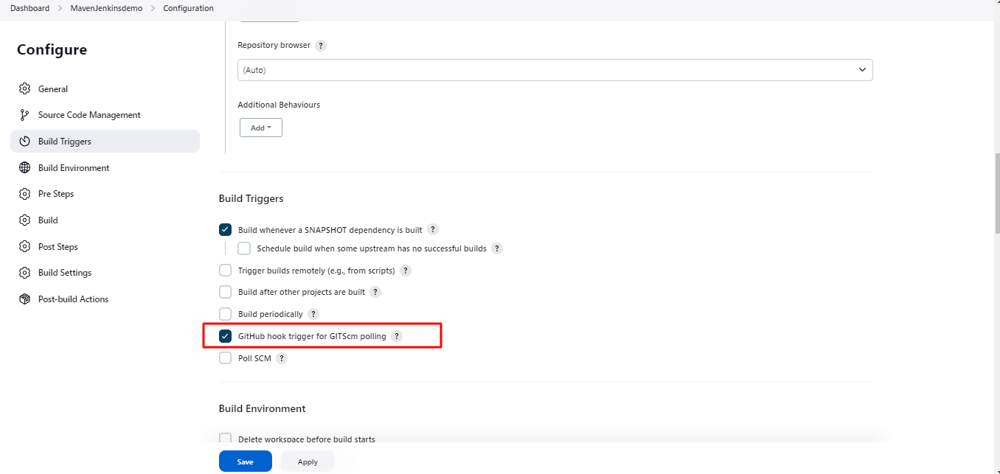 Dashboard > MavenJenkinsdemo > Configuration
Configure
General
Source Code Management
Build Triggers
Build Environment
Pre Steps
Build
Post Steps
Build Settings
Post-build Actions
Repository browser ?
(Auto)
Additional Behaviours
Add
Build Triggers
Build whenever a SNAPSHOT dependency is built ?
Schedule build when some upstream has no successful builds ?
Trigger builds remotely (e.g., from scripts) ?
Build after other projects are built ?
Build periodically ?
GitHub hook trigger for GITScm polling ?
Poll SCM ?
Build Environment
Delete workspace before build starts
Save Apply